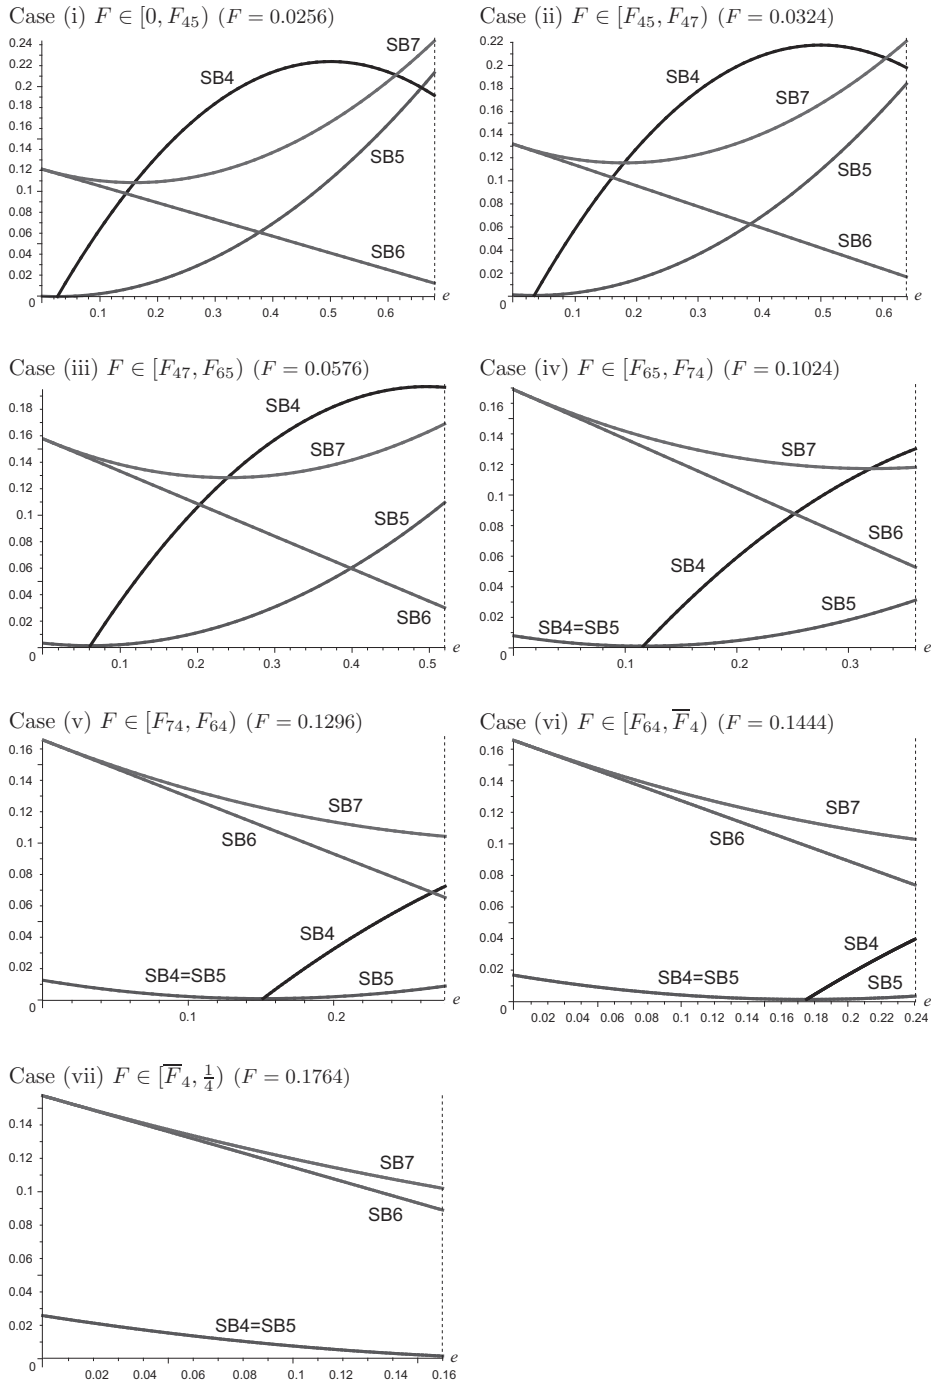 Case (i) F ∈ [0, F₄₅) (F = 0.0256)
0.24
0.2
0.16
0.12
0.1
0.08
0.06
0.04
0.02
0
0.1 0.2 0.3 0.4 0.5 0.6 e
SB4
SB7
SB5
SB6
Case (ii) F ∈ [F₄₅, F₄₇) (F = 0.0324)
0.22
0.2
0.18
0.16
0.14
0.12
0.1
0.08
0.06
0.04
0.02
0
0.1 0.2 0.3 0.4 0.5 0.6 e
SB4
SB7
SB5
SB6
Case (iii) F ∈ [F₄₇, F₆₅) (F = 0.0576)
0.18
0.16
0.14
0.12
0.1
0.08
0.06
0.04
0.02
0
0.1 0.2 0.3 0.4 0.5 e
SB4
SB7
SB5
SB6
Case (iv) F ∈ [F₆₅, F₇₄) (F = 0.1024)
0.16
0.14
0.12
0.1
0.08
0.06
0.04
0.02
0
0.1 0.2 0.3 e
SB7
SB6
SB4
SB5
SB4=SB5
Case (v) F ∈ [F₇₄, F₆₄) (F = 0.1296)
0.16
0.14
0.12
0.1
0.08
0.06
0.04
0.02
0
0.1 0.2 e
SB7
SB6
SB4
SB4=SB5
SB5
Case (vi) F ∈ [F₆₄, F̅₄) (F = 0.1444)
0.16
0.14
0.12
0.1
0.08
0.06
0.04
0.02
0
0.02 0.04 0.06 0.08 0.1 0.12 0.14 0.16 0.18 0.2 0.22 0.24 e
SB7
SB6
SB4
SB4=SB5
SB5
Case (vii) F ∈ [F̅₄, 1/4) (F = 0.1764)
0.14
0.12
0.1
0.08
0.06
0.04
0.02
0
0.02 0.04 0.06 0.08 0.1 0.12 0.14 0.16 e
SB7
SB6
SB4=SB5